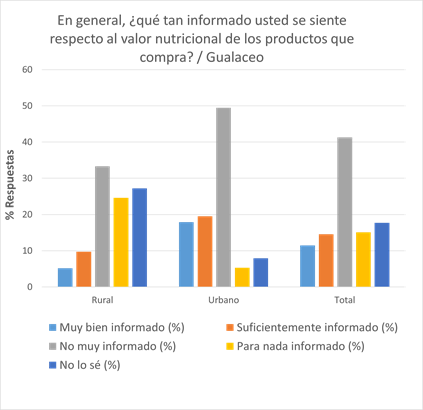 En general, ¿qué tan informado usted se siente
respecto al valor nutricional de los productos que
compra? / Gualaceo
60
50
40
30
20
10
0
% Respuestas
Rural
Urbano
Total
Muy bien informado (%)
Suficientemente informado (%)
No muy informado (%)
Para nada informado (%)
No lo sé (%)